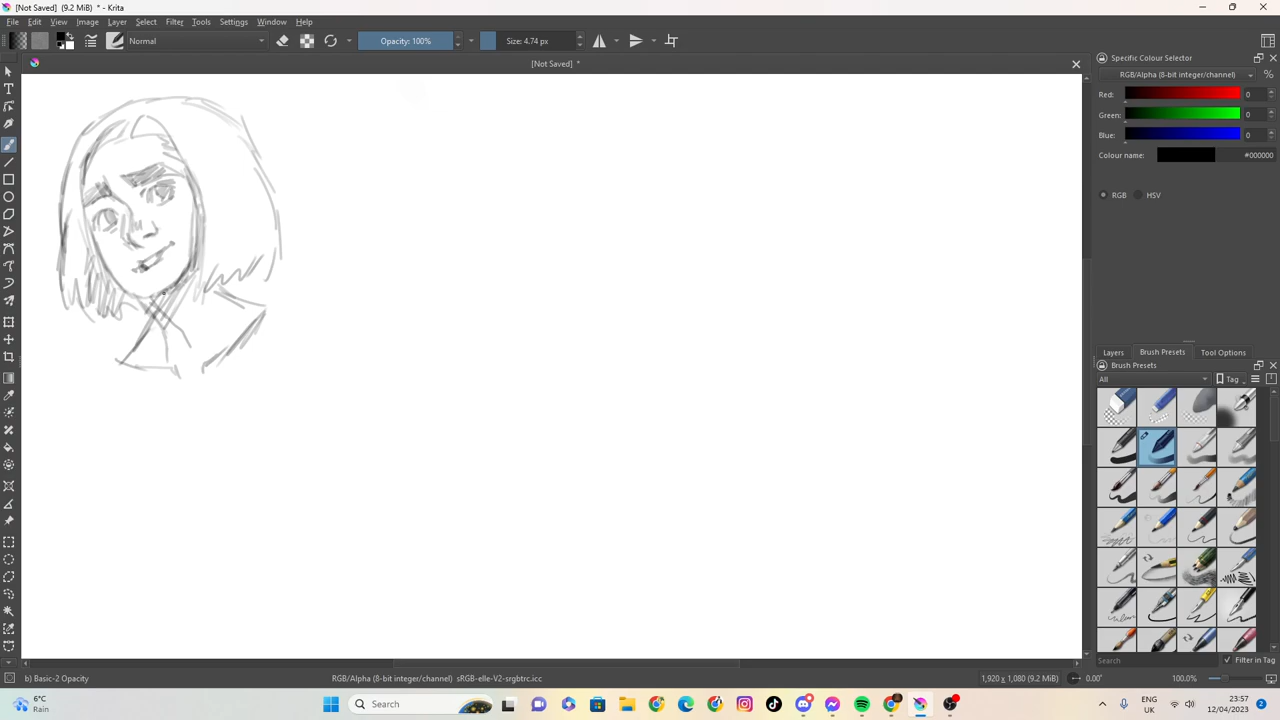 [Not Saved] (9.2 MiB) * - Krita
File Edit View Image Layer Select Filter Tools Settings Window Help
Normal Opacity: 100% Size: 4.74 px
[Not Saved] *
Specific Colour Selector
RGB/Alpha (8-bit integer/channel) %
Red: 0
Green: 0
Blue: 0
Colour name: #000000
RGB HSV
Layers Brush Presets Tool Options
Brush Presets
All Tag
Search Filter in Tag
b) Basic-2 Opacity RGB/Alpha (8-bit integer/channel) sRGB-elle-V2-srgbtrc.icc 1,920 x 1,080 (9.2 MiB) 0.00° 100.0%
6°C
Rain
Search
ENG
UK
23:57
12/04/2023
2